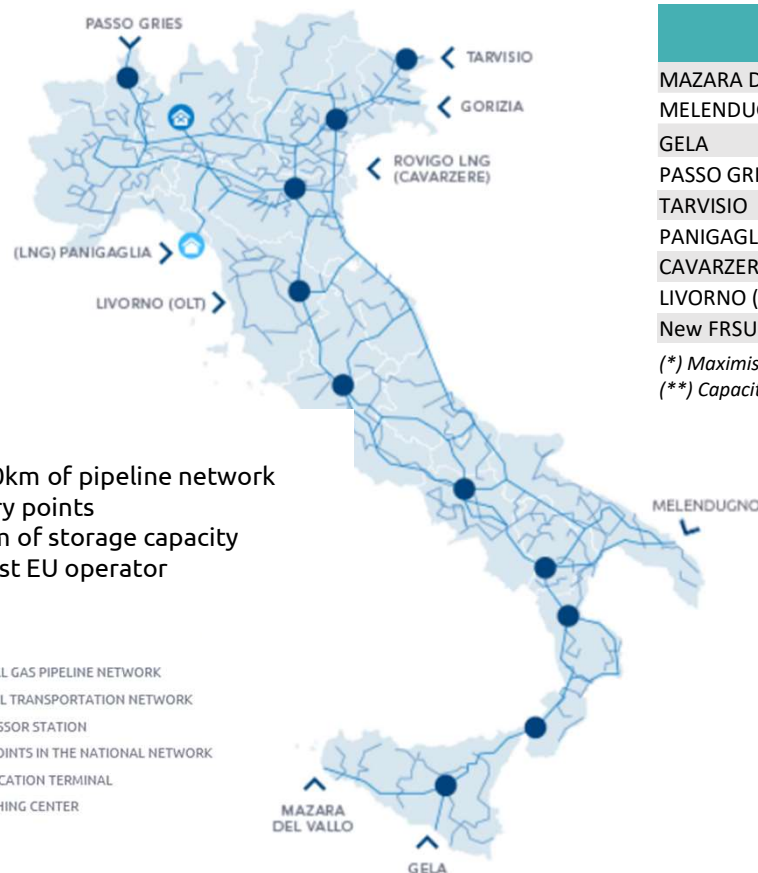 PASSO GRIES
TARVISIO
GORIZIA
ROVIGO LNG
(CAVARZERE)
(LNG) PANIGAGLIA
LIVORNO (OLT)
MELENDUGNO
MAZARA
DEL VALLO
GELA
MAZARA D
MELENDUG
GELA
PASSO GRI
TARVISIO
PANIGAGL
CAVARZER
LIVORNO (
New FRSU
(*) Maximis
(**) Capacit
0km of pipeline network
ry points
m of storage capacity
st EU operator
AL GAS PIPELINE NETWORK
L TRANSPORTATION NETWORK
SSOR STATION
OINTS IN THE NATIONAL NETWORK
CATION TERMINAL
HING CENTER